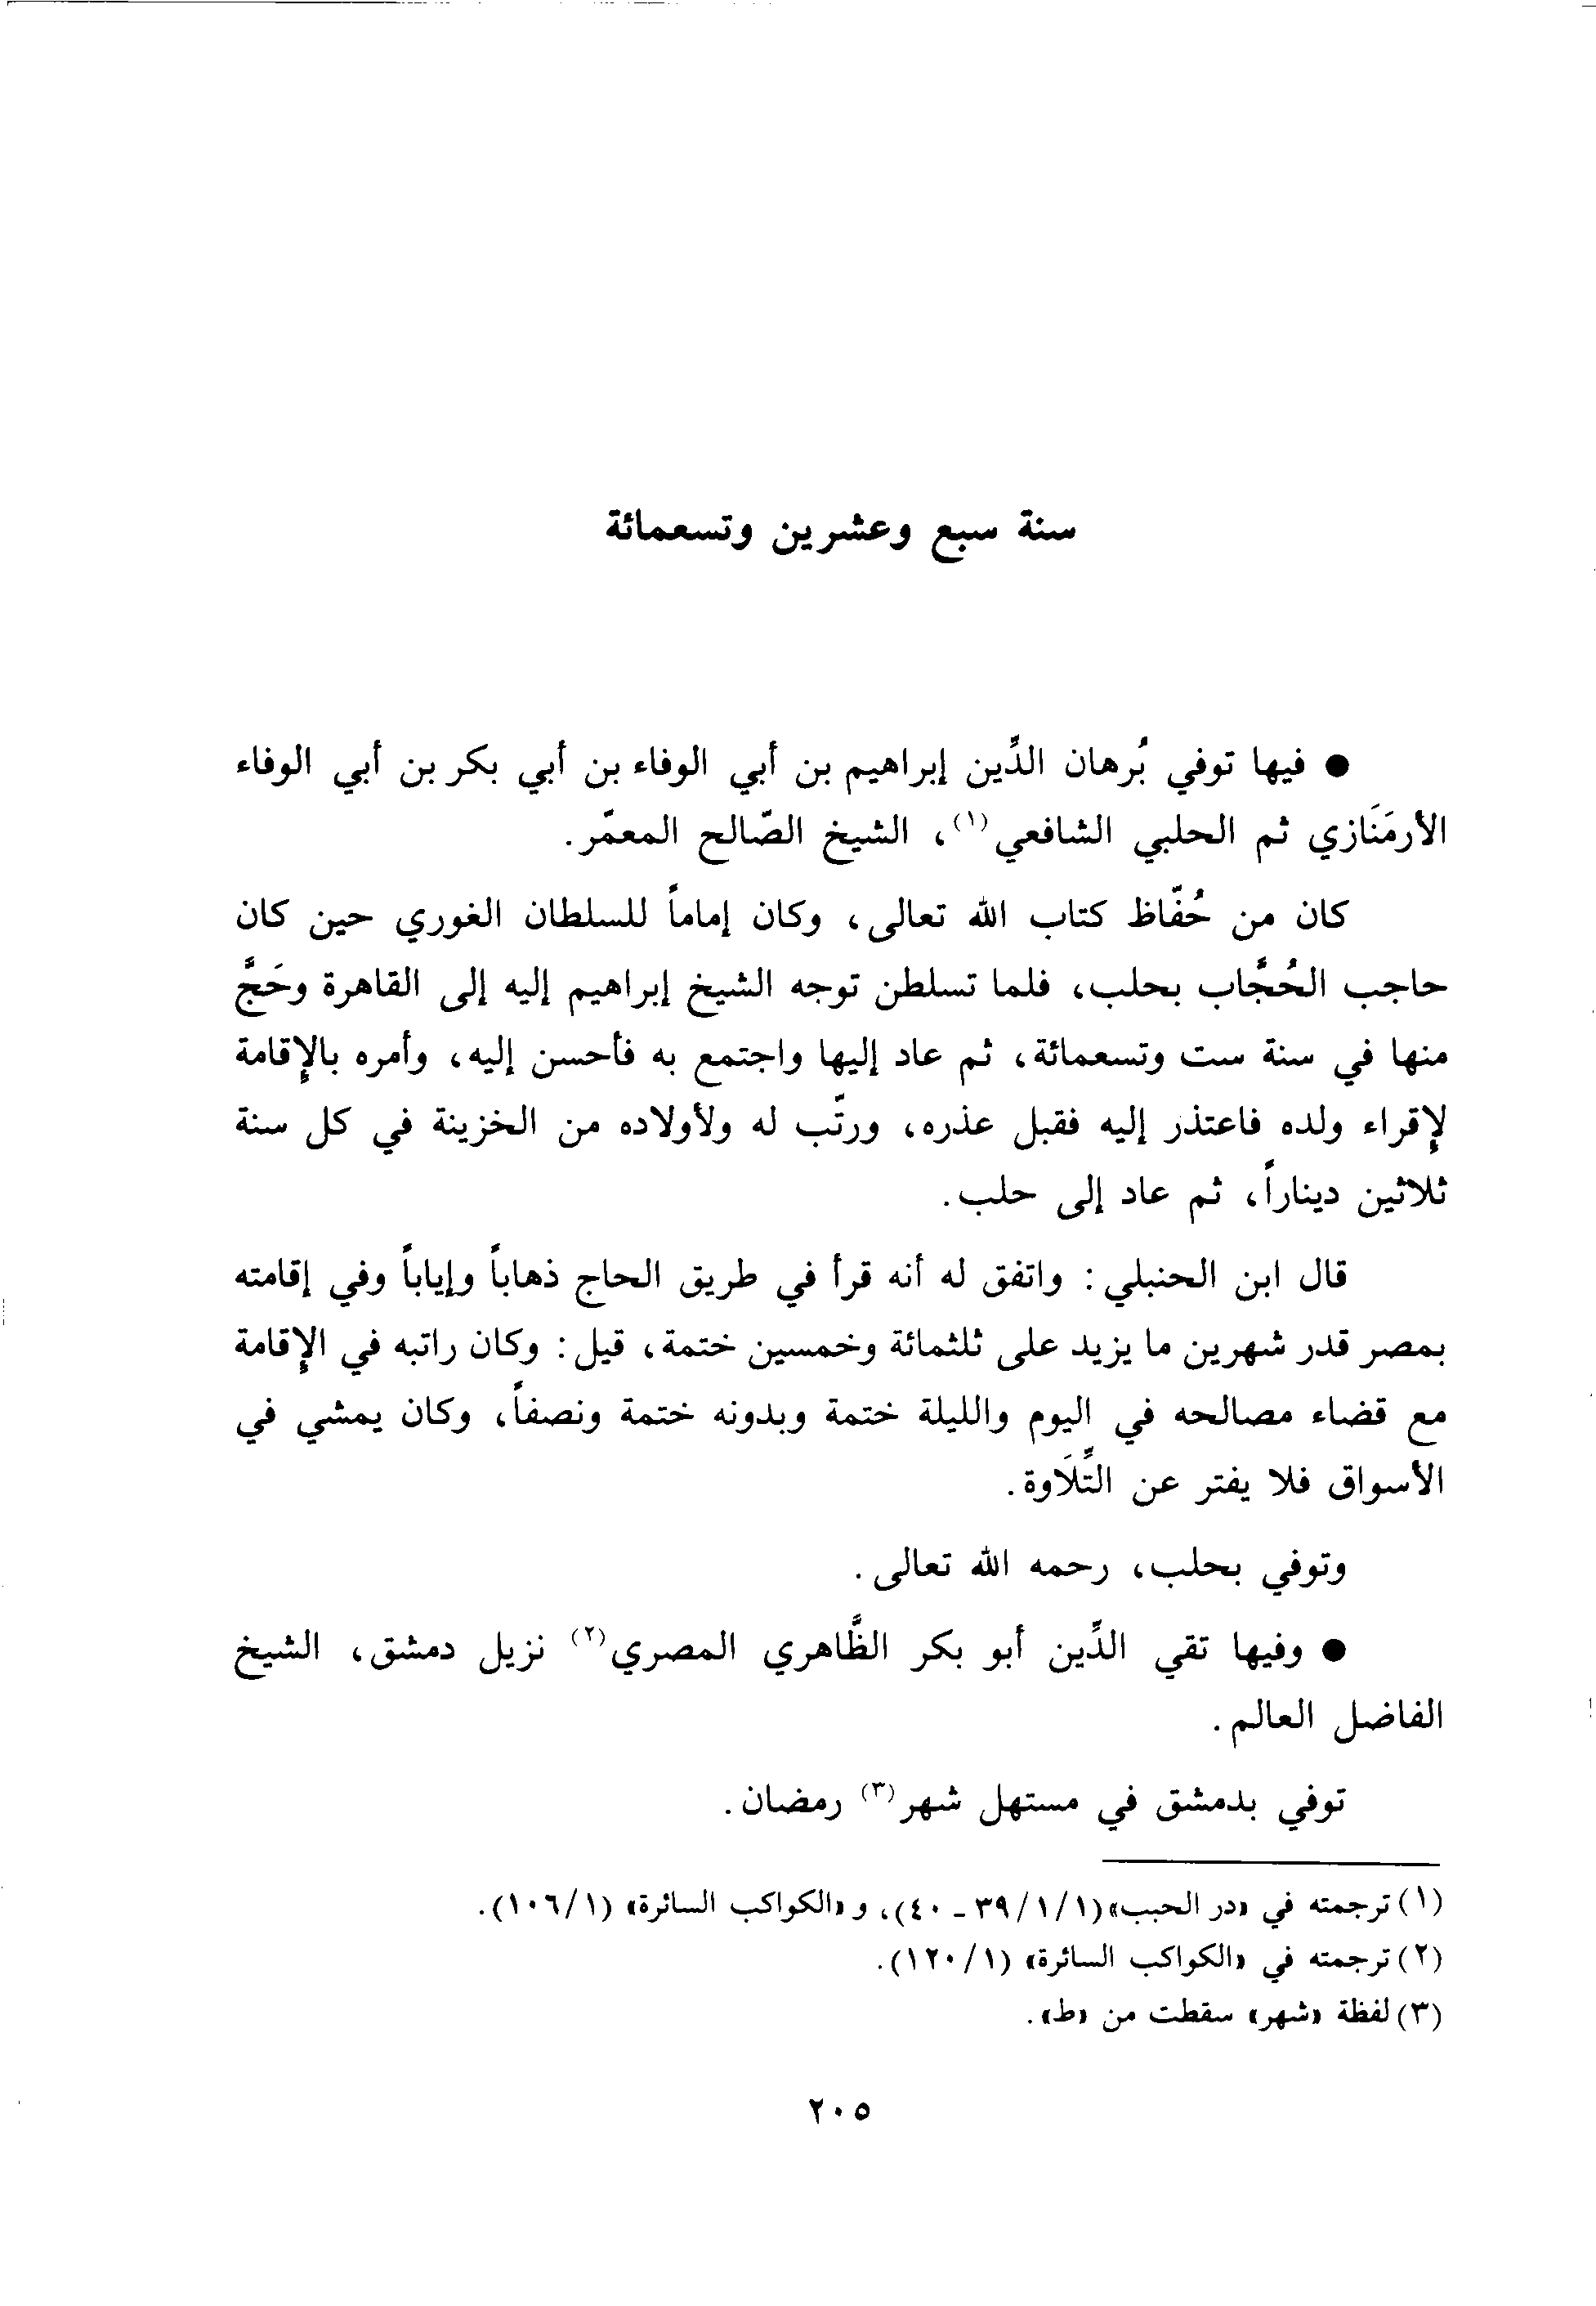 سنة سبع وعشرين وتسعمائة
● فيها توفي بُرهان الدِّين إبراهيم بن أبي الوفاء بن أبي بكر بن أبي الوفاء
الأرمَنَازي ثم الحلبي الشافعي(١)، الشيخ الصّالح المعمّر.
كان من حُفّاظ كتاب الله تعالى، وكان إماماً للسلطان الغوري حين كان
حاجب الحُجَّاب بحلب، فلما تسلطن توجه الشيخ إبراهيم إليه إلى القاهرة وحَجَّ
منها في سنة ست وتسعمائة، ثم عاد إليها واجتمع به فأحسن إليه، وأمره بالإقامة
لإقراء ولده فاعتذر إليه فقبل عذره، ورتّب له ولأولاده من الخزينة في كل سنة
ثلاثين ديناراً، ثم عاد إلى حلب.
قال ابن الحنبلي: واتفق له أنه قرأ في طريق الحاج ذهاباً وإياباً وفي إقامته
بمصر قدر شهرين ما يزيد على ثلثمائة وخمسين ختمة، قيل: وكان راتبه في الإقامة
مع قضاء مصالحه في اليوم والليلة ختمة وبدونه ختمة ونصفاً، وكان يمشي في
الأسواق فلا يفتر عن التِّلَاوة.
وتوفي بحلب، رحمه الله تعالى.
● وفيها تقي الدِّين أبو بكر الظَّاهري المصري(٢) نزيل دمشق، الشيخ
الفاضل العالم.
توفي بدمشق في مستهل شهر(٣) رمضان.
(١) ترجمته في «در الحبب» (٣٩/١/١ ـ ٤٠)، و «الكواكب السائرة» (١٠٦/١).
(٢) ترجمته في «الكواكب السائرة» (١٢٠/١).
(٣) لفظة «شهر» سقطت من «ط».
٢٠٥